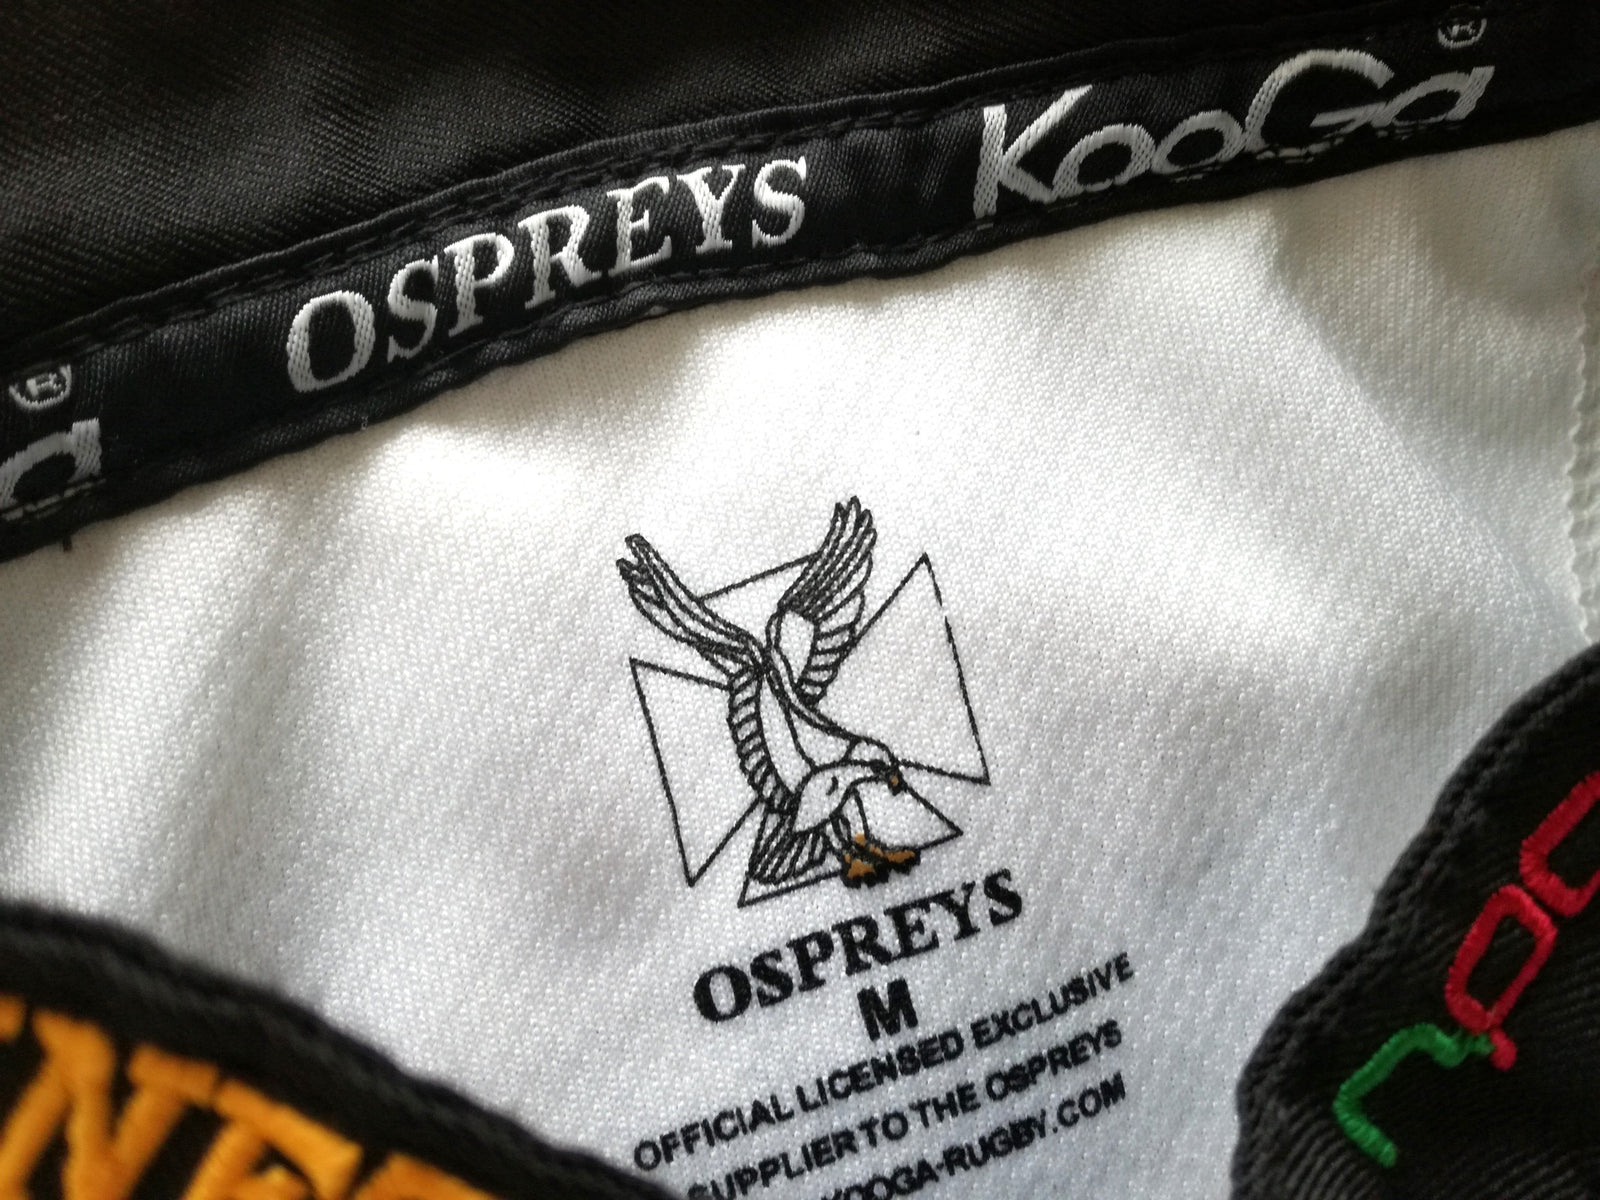 OSPREYS KooGa®
®
OSPREYS
M
OFFICIAL LICENSED EXCLUSIVE
SUPPLIER TO THE OSPREYS
KOOGA-RUGBY.COM